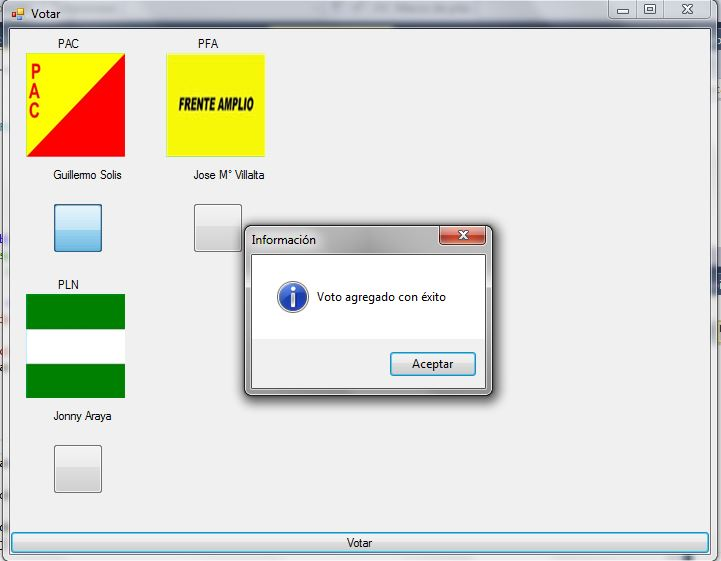 Votar
PAC
PFA
P
A
C
FRENTE AMPLIO
Guillermo Solis
Jose Mº Villalta
Información
Voto agregado con éxito
Aceptar
PLN
Jonny Araya
Votar